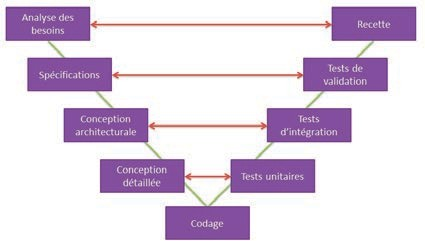 Analyse des
besoins
Recette
Spécifications
Tests de
validation
Conception
architecturale
Tests
d'intégration
Conception
détaillée
Tests unitaires
Codage